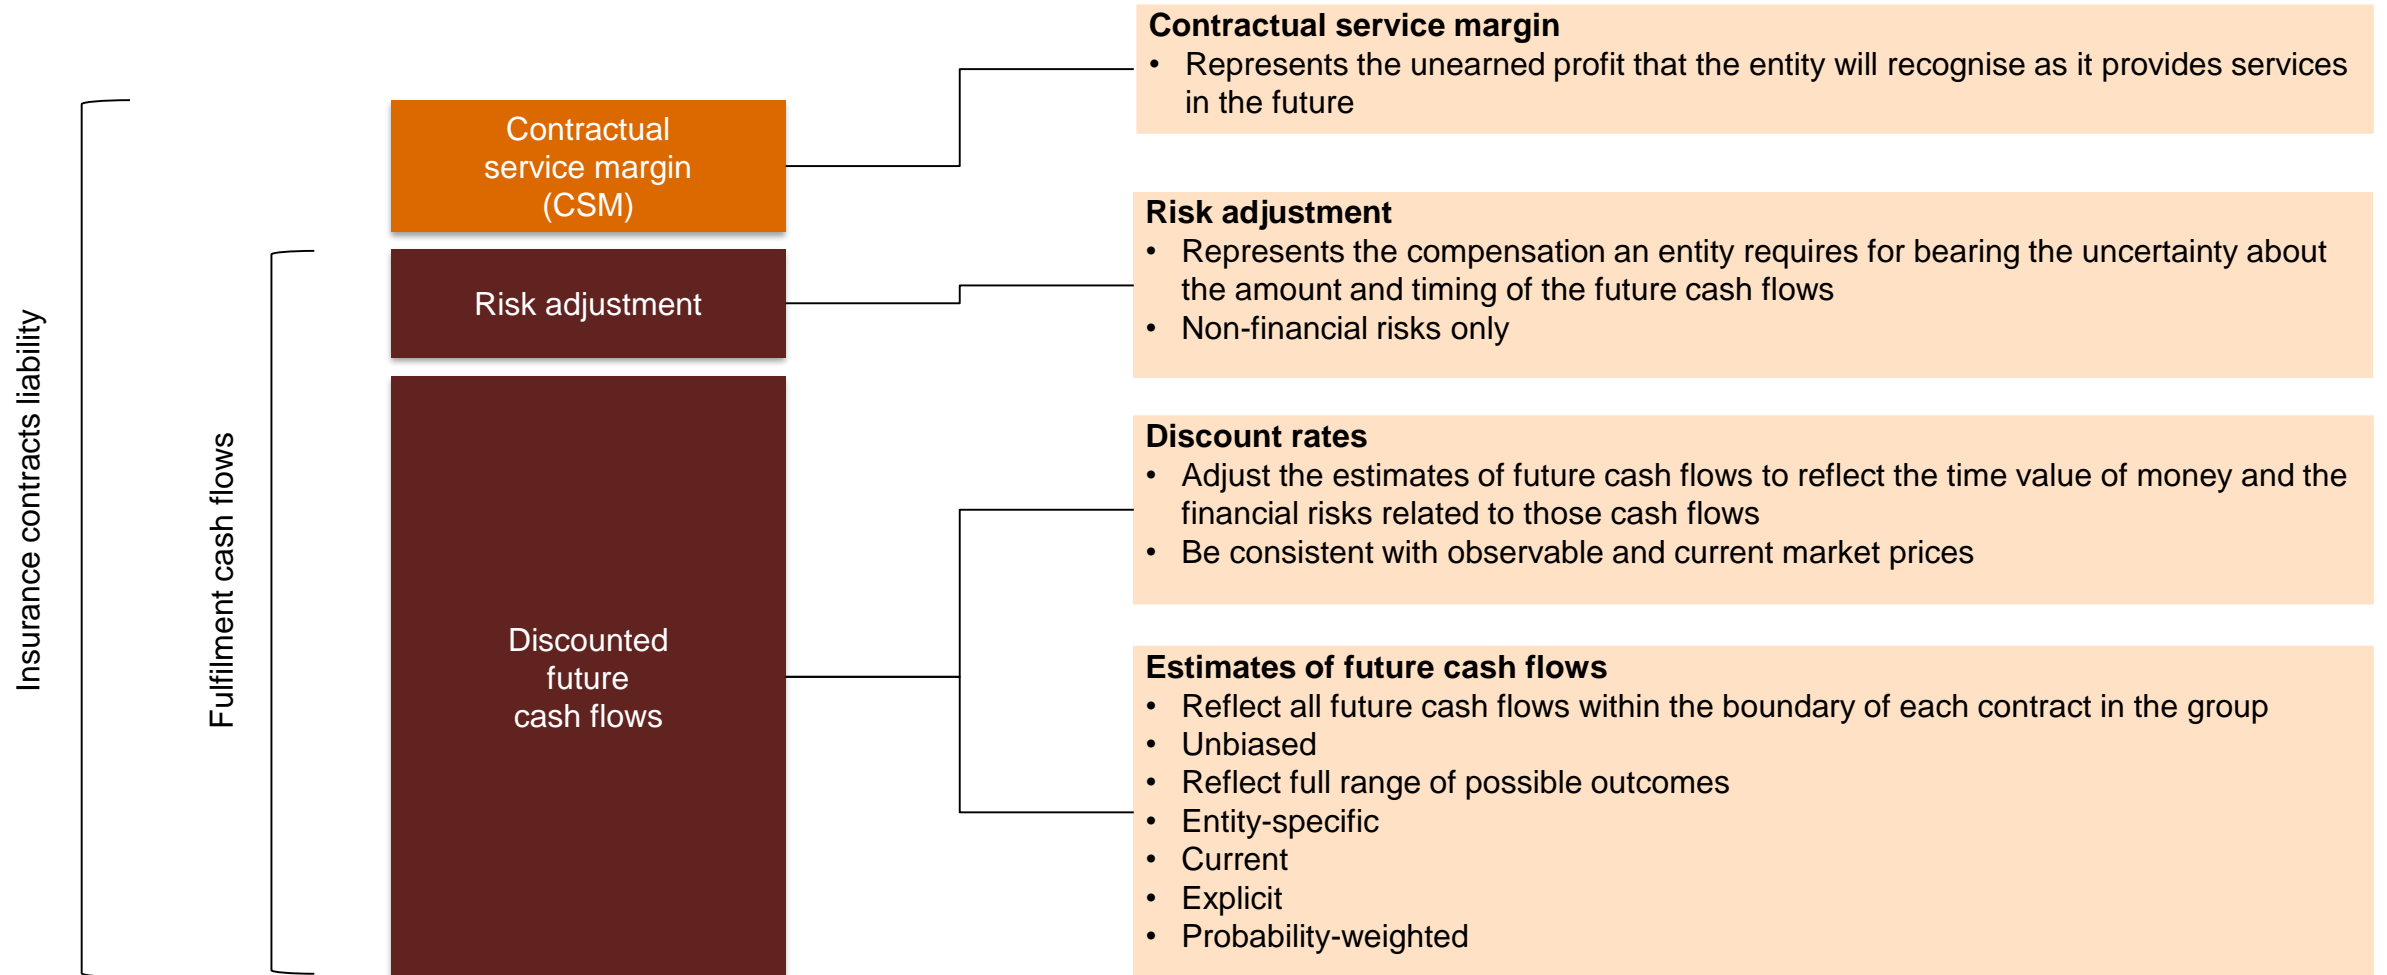 Insurance contracts liability
Fulfilment cash flows
Contractual
service margin
(CSM)
Risk adjustment
Discounted
future
cash flows
Contractual service margin
• Represents the unearned profit that the entity will recognise as it provides services
in the future
Risk adjustment
• Represents the compensation an entity requires for bearing the uncertainty about
the amount and timing of the future cash flows
• Non-financial risks only
Discount rates
• Adjust the estimates of future cash flows to reflect the time value of money and the
financial risks related to those cash flows
• Be consistent with observable and current market prices
Estimates of future cash flows
• Reflect all future cash flows within the boundary of each contract in the group
• Unbiased
• Reflect full range of possible outcomes
• Entity-specific
• Current
• Explicit
• Probability-weighted